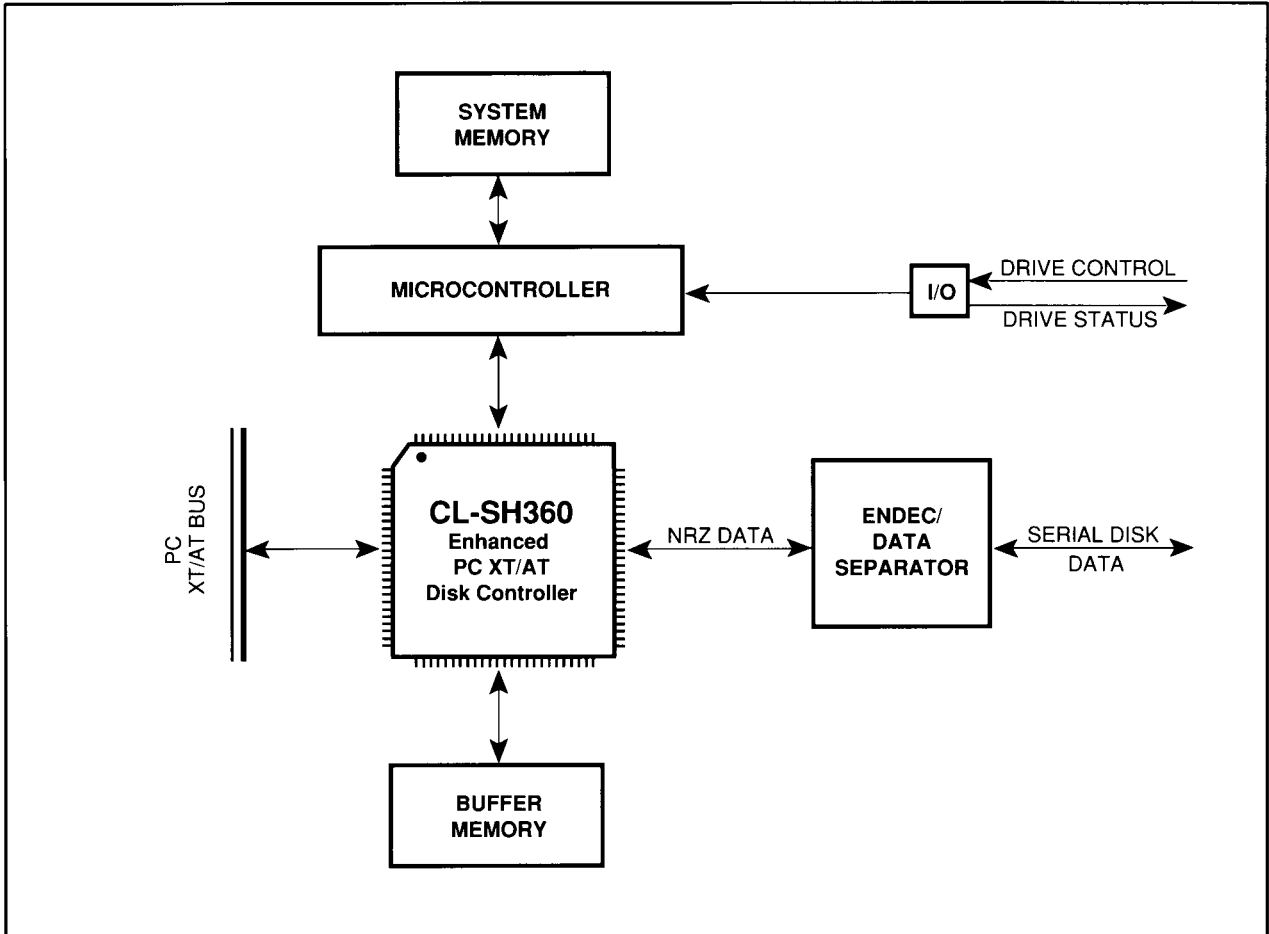 SYSTEM
MEMORY
MICROCONTROLLER
I/O
DRIVE CONTROL
DRIVE STATUS
PC
XT/AT BUS
CL-SH360
Enhanced
PC XT/AT
Disk Controller
NRZ DATA
ENDEC/
DATA
SEPARATOR
SERIAL DISK
DATA
BUFFER
MEMORY